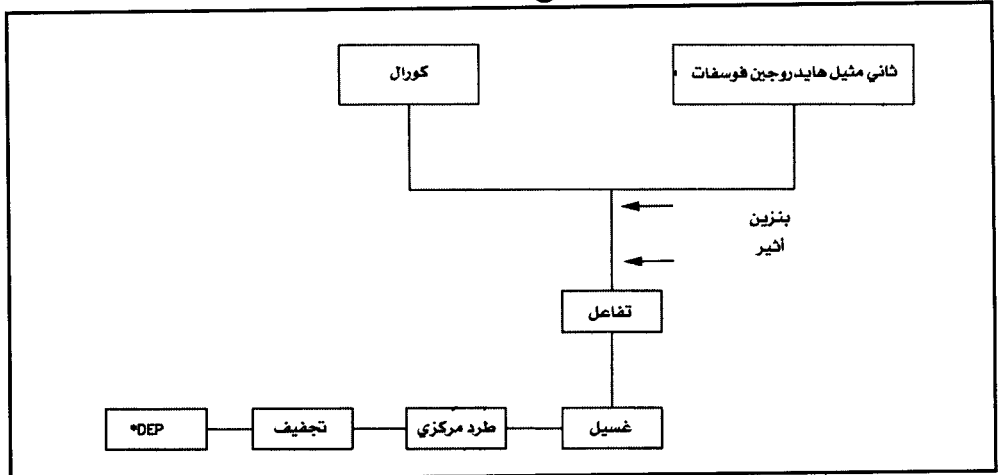 ثاني مثيل هايدروجين فوسفات
كورال
بنزين
أثير
تفاعل
غسيل
طرد مركزي
تجفيف
DEP*